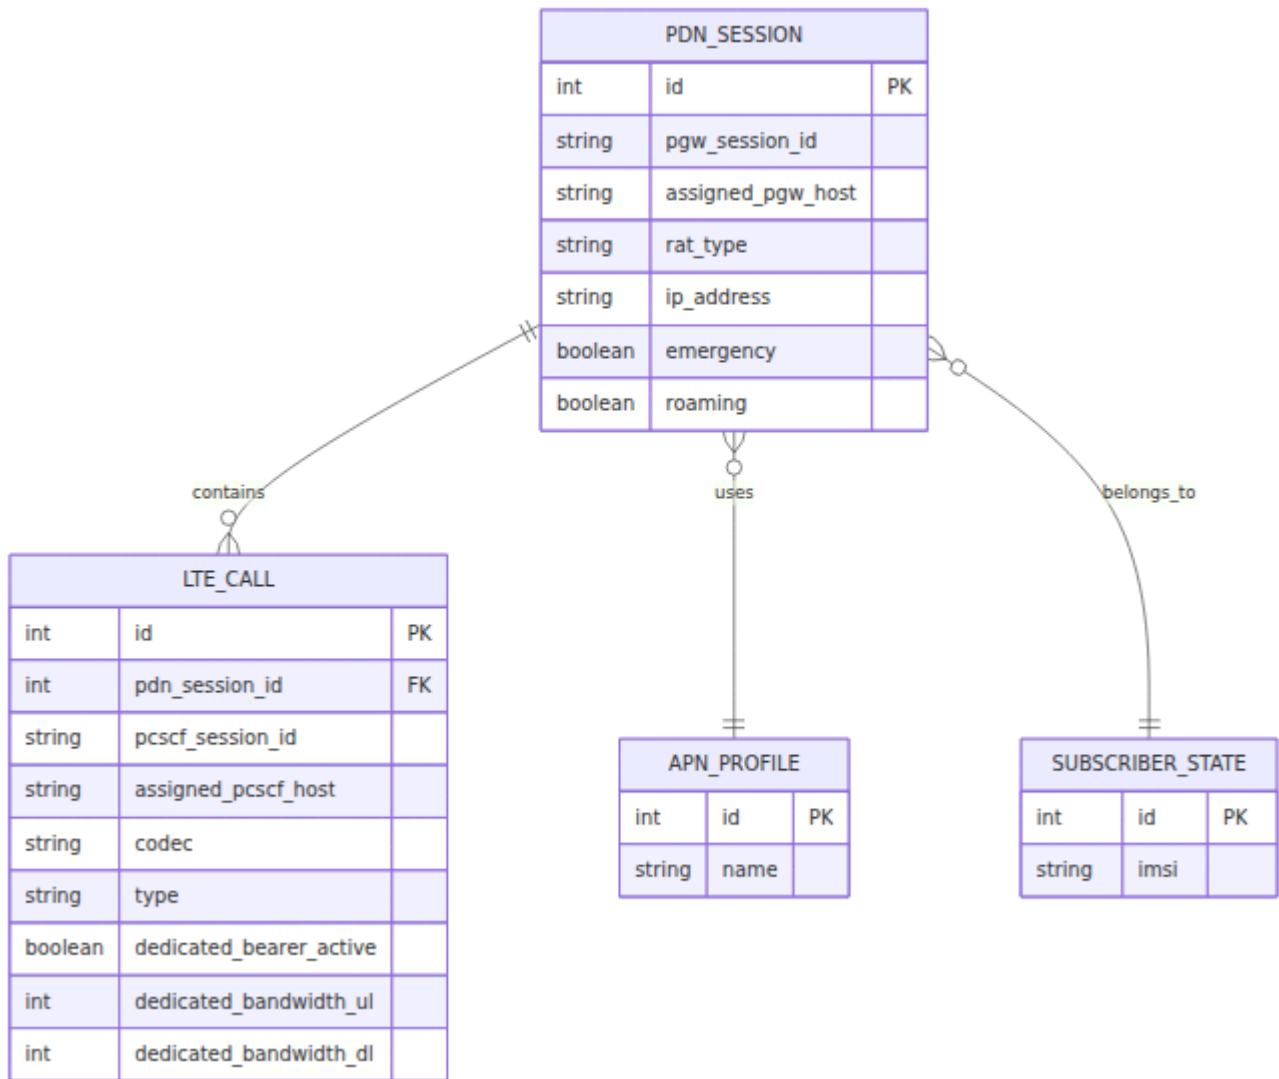 PDN_SESSION
int id PK
string pgw_session_id
string assigned_pgw_host
string rat_type
string ip_address
boolean emergency
boolean roaming
contains
uses
belongs_to
LTE_CALL
int id PK
int pdn_session_id FK
string pcscf_session_id
string assigned_pcscf_host
string codec
string type
boolean dedicated_bearer_active
int dedicated_bandwidth_ul
int dedicated_bandwidth_dl
APN_PROFILE
int id PK
string name
SUBSCRIBER_STATE
int id PK
string imsi